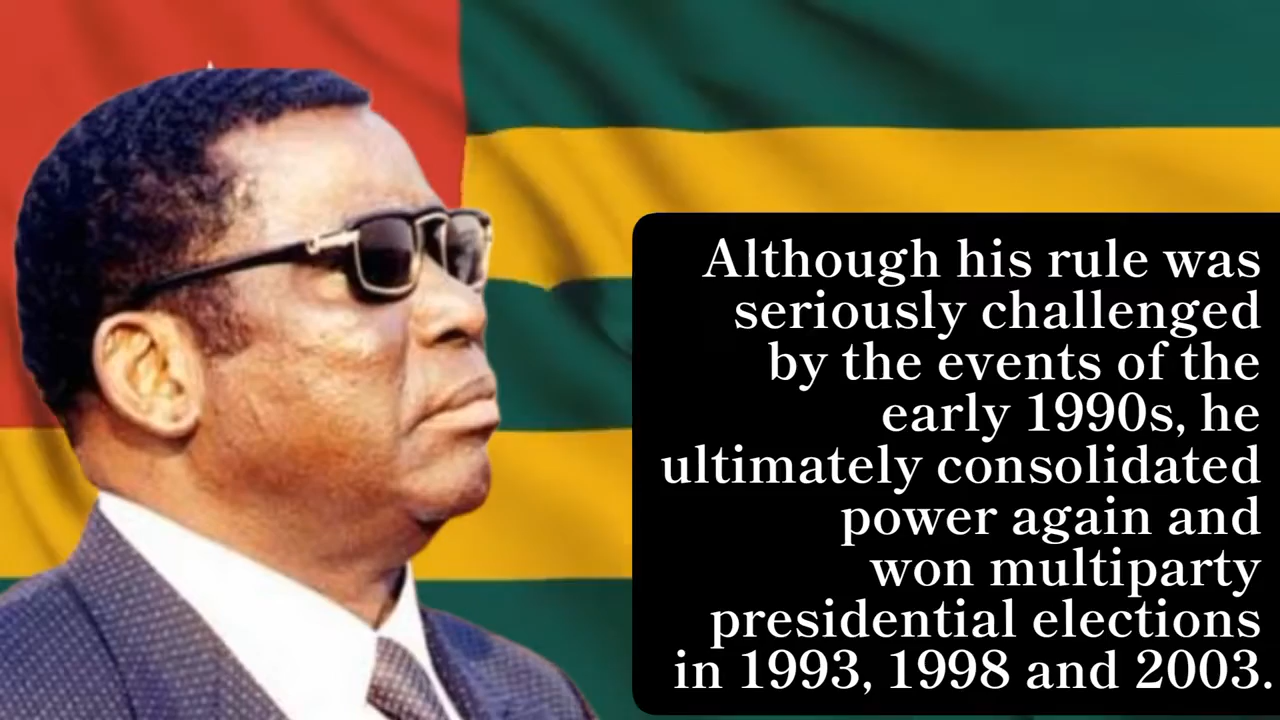 Although his rule was
seriously challenged
by the events of the
early 1990s, he
ultimately consolidated
power again and
won multiparty
presidential elections
in 1993, 1998 and 2003.